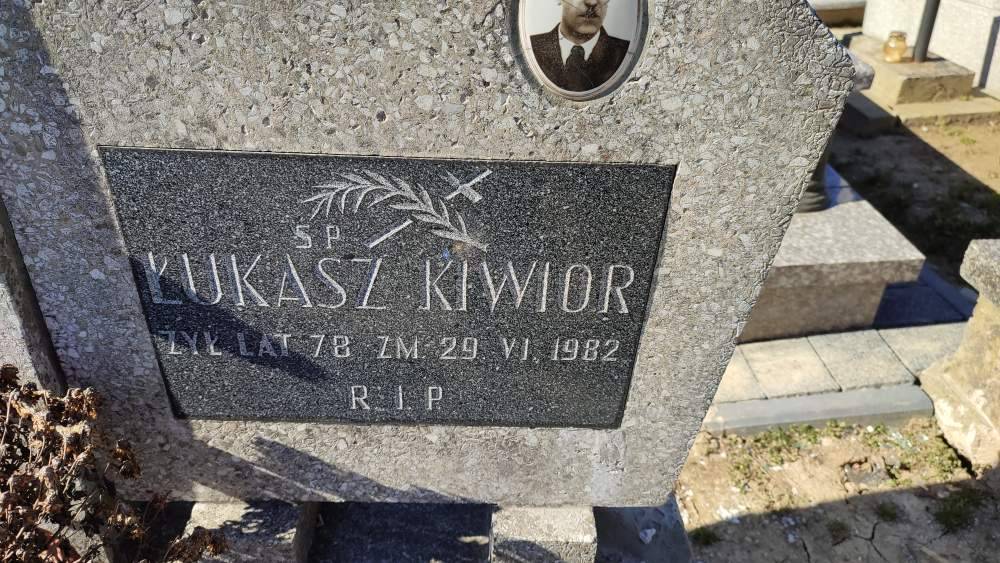 ŚP
ŁUKASZ KIWIOR
ŻYŁ LAT 78 ZM 29 VI. 1982
R.I.P